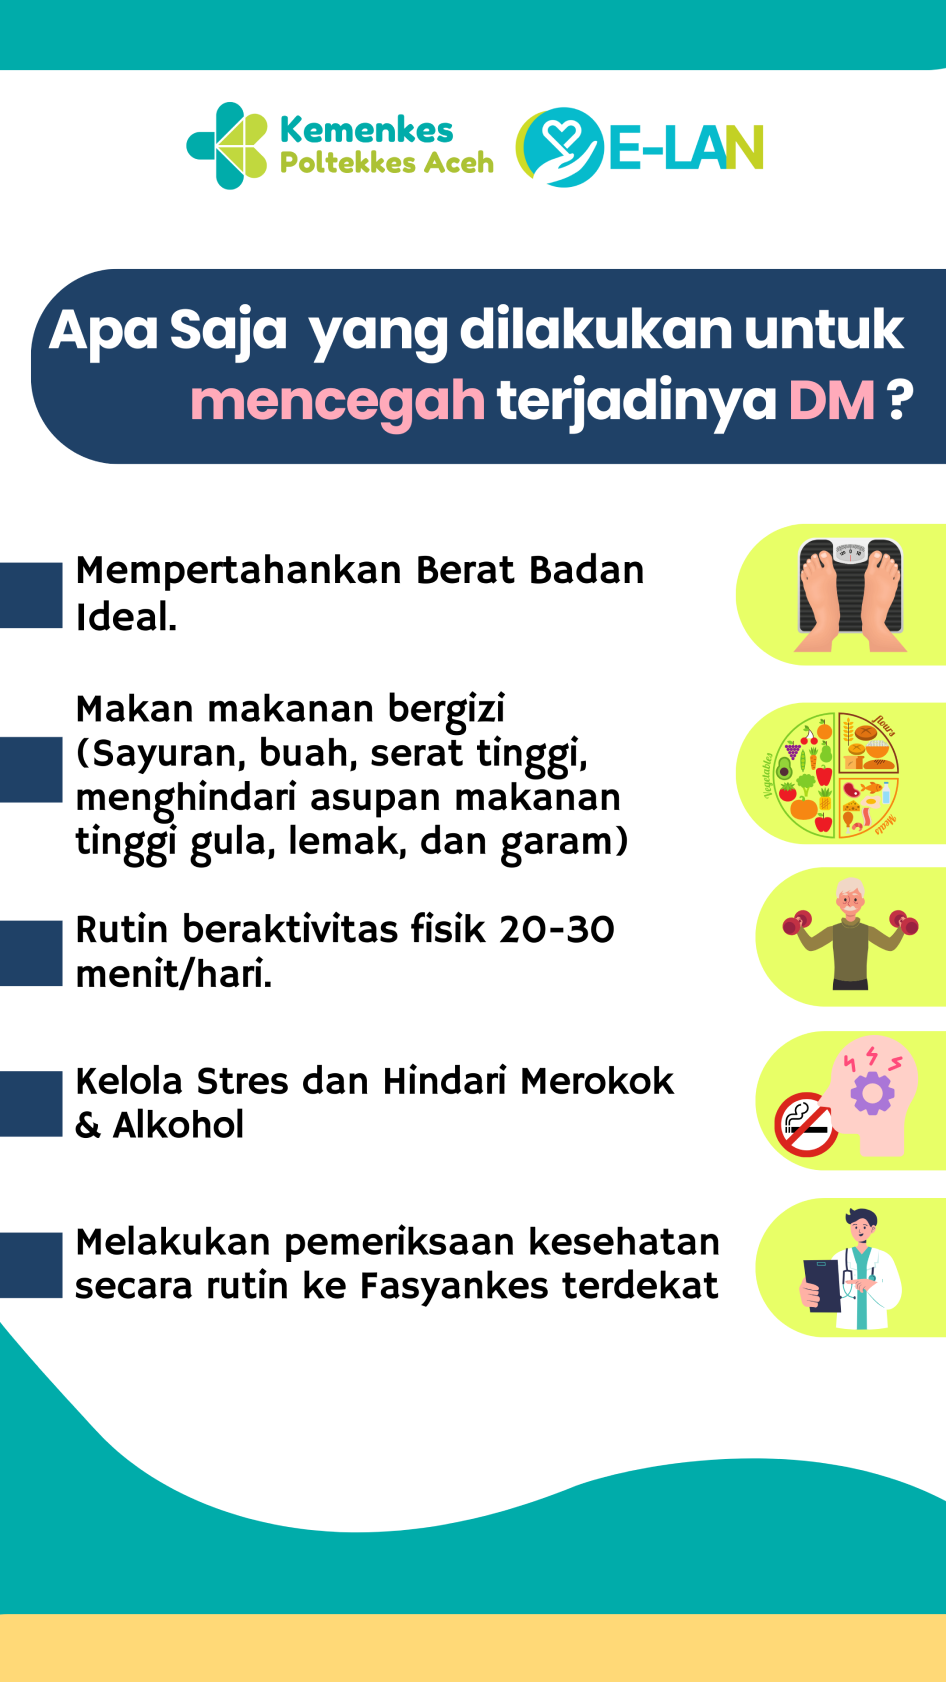 Kemenkes
Poltekkes Aceh
E-LAN
Apa Saja yang dilakukan untuk
mencegah terjadinya DM ?
Mempertahankan Berat Badan
Ideal.
Makan makanan bergizi
(Sayuran, buah, serat tinggi,
menghindari asupan makanan
tinggi gula, lemak, dan garam)
Vegetables
flours
Meats
Rutin beraktivitas fisik 20-30
menit/hari.
Kelola Stres dan Hindari Merokok
& Alkohol
Melakukan pemeriksaan kesehatan
secara rutin ke Fasyankes terdekat